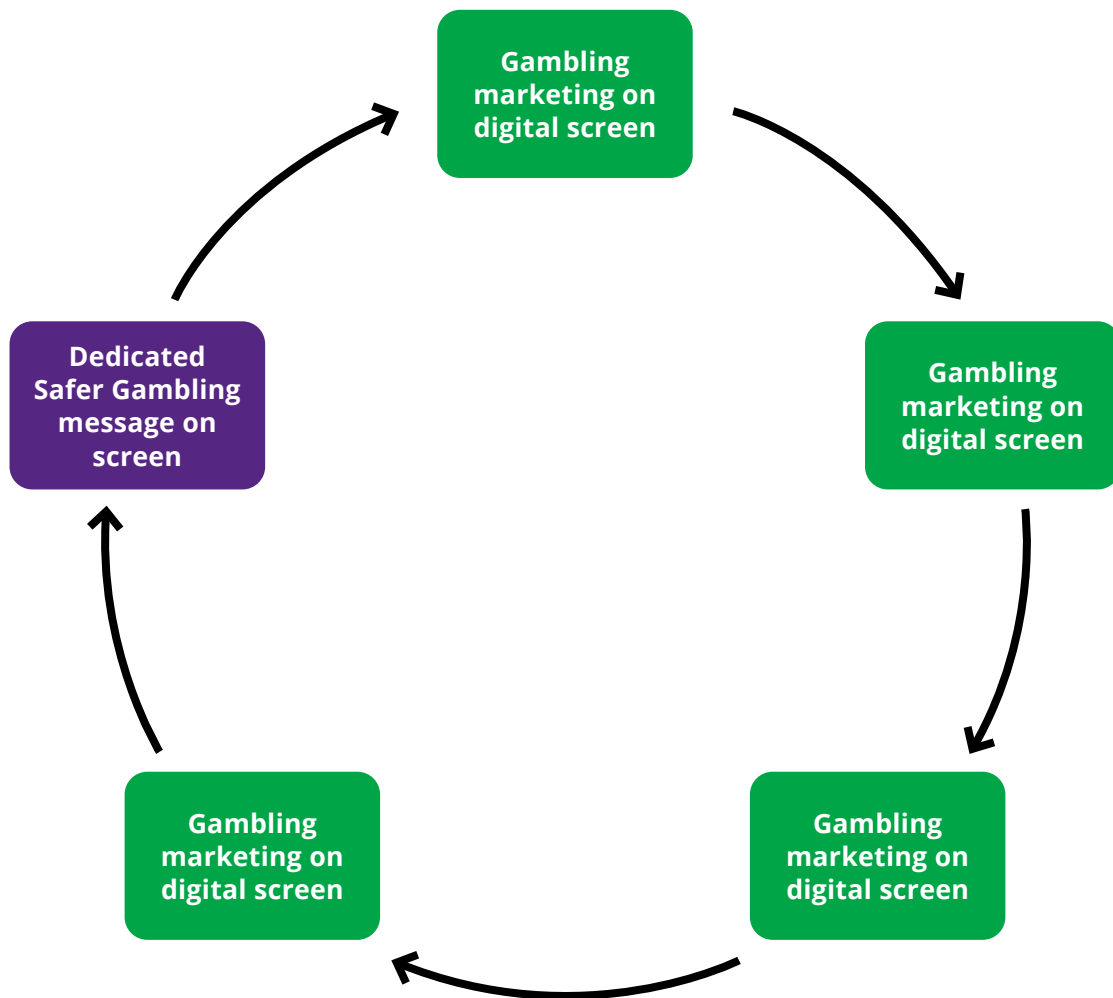 Gambling
marketing on
digital screen
Gambling
marketing on
digital screen
Gambling
marketing on
digital screen
Gambling
marketing on
digital screen
Dedicated
Safer Gambling
message on
screen